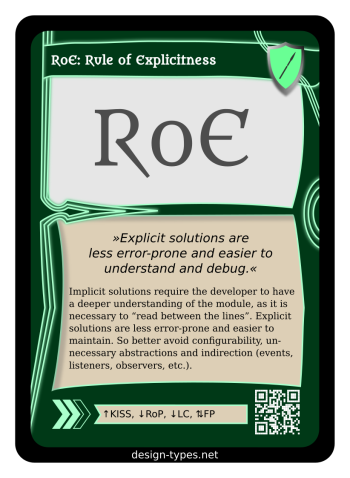 RoE: Rule of Explicitness
RoE
»Explicit solutions are
less error-prone and easier to
understand and debug.«
Implicit solutions require the developer to have
a deeper understanding of the module, as it is
necessary to “read between the lines”. Explicit
solutions are less error-prone and easier to
maintain. So better avoid configurability, un-
necessary abstractions and indirection (events,
listeners, observers, etc.).
↑KISS, ↓RoP, ↓LC, ⇅FP
design-types.net